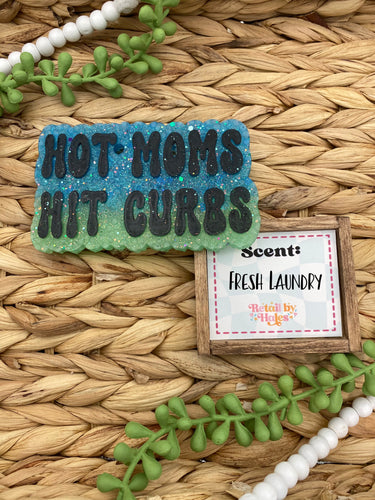 HOT MOMS
HIT CURBS
Scent:
FRESH LAUNDRY
Retail by
Hales